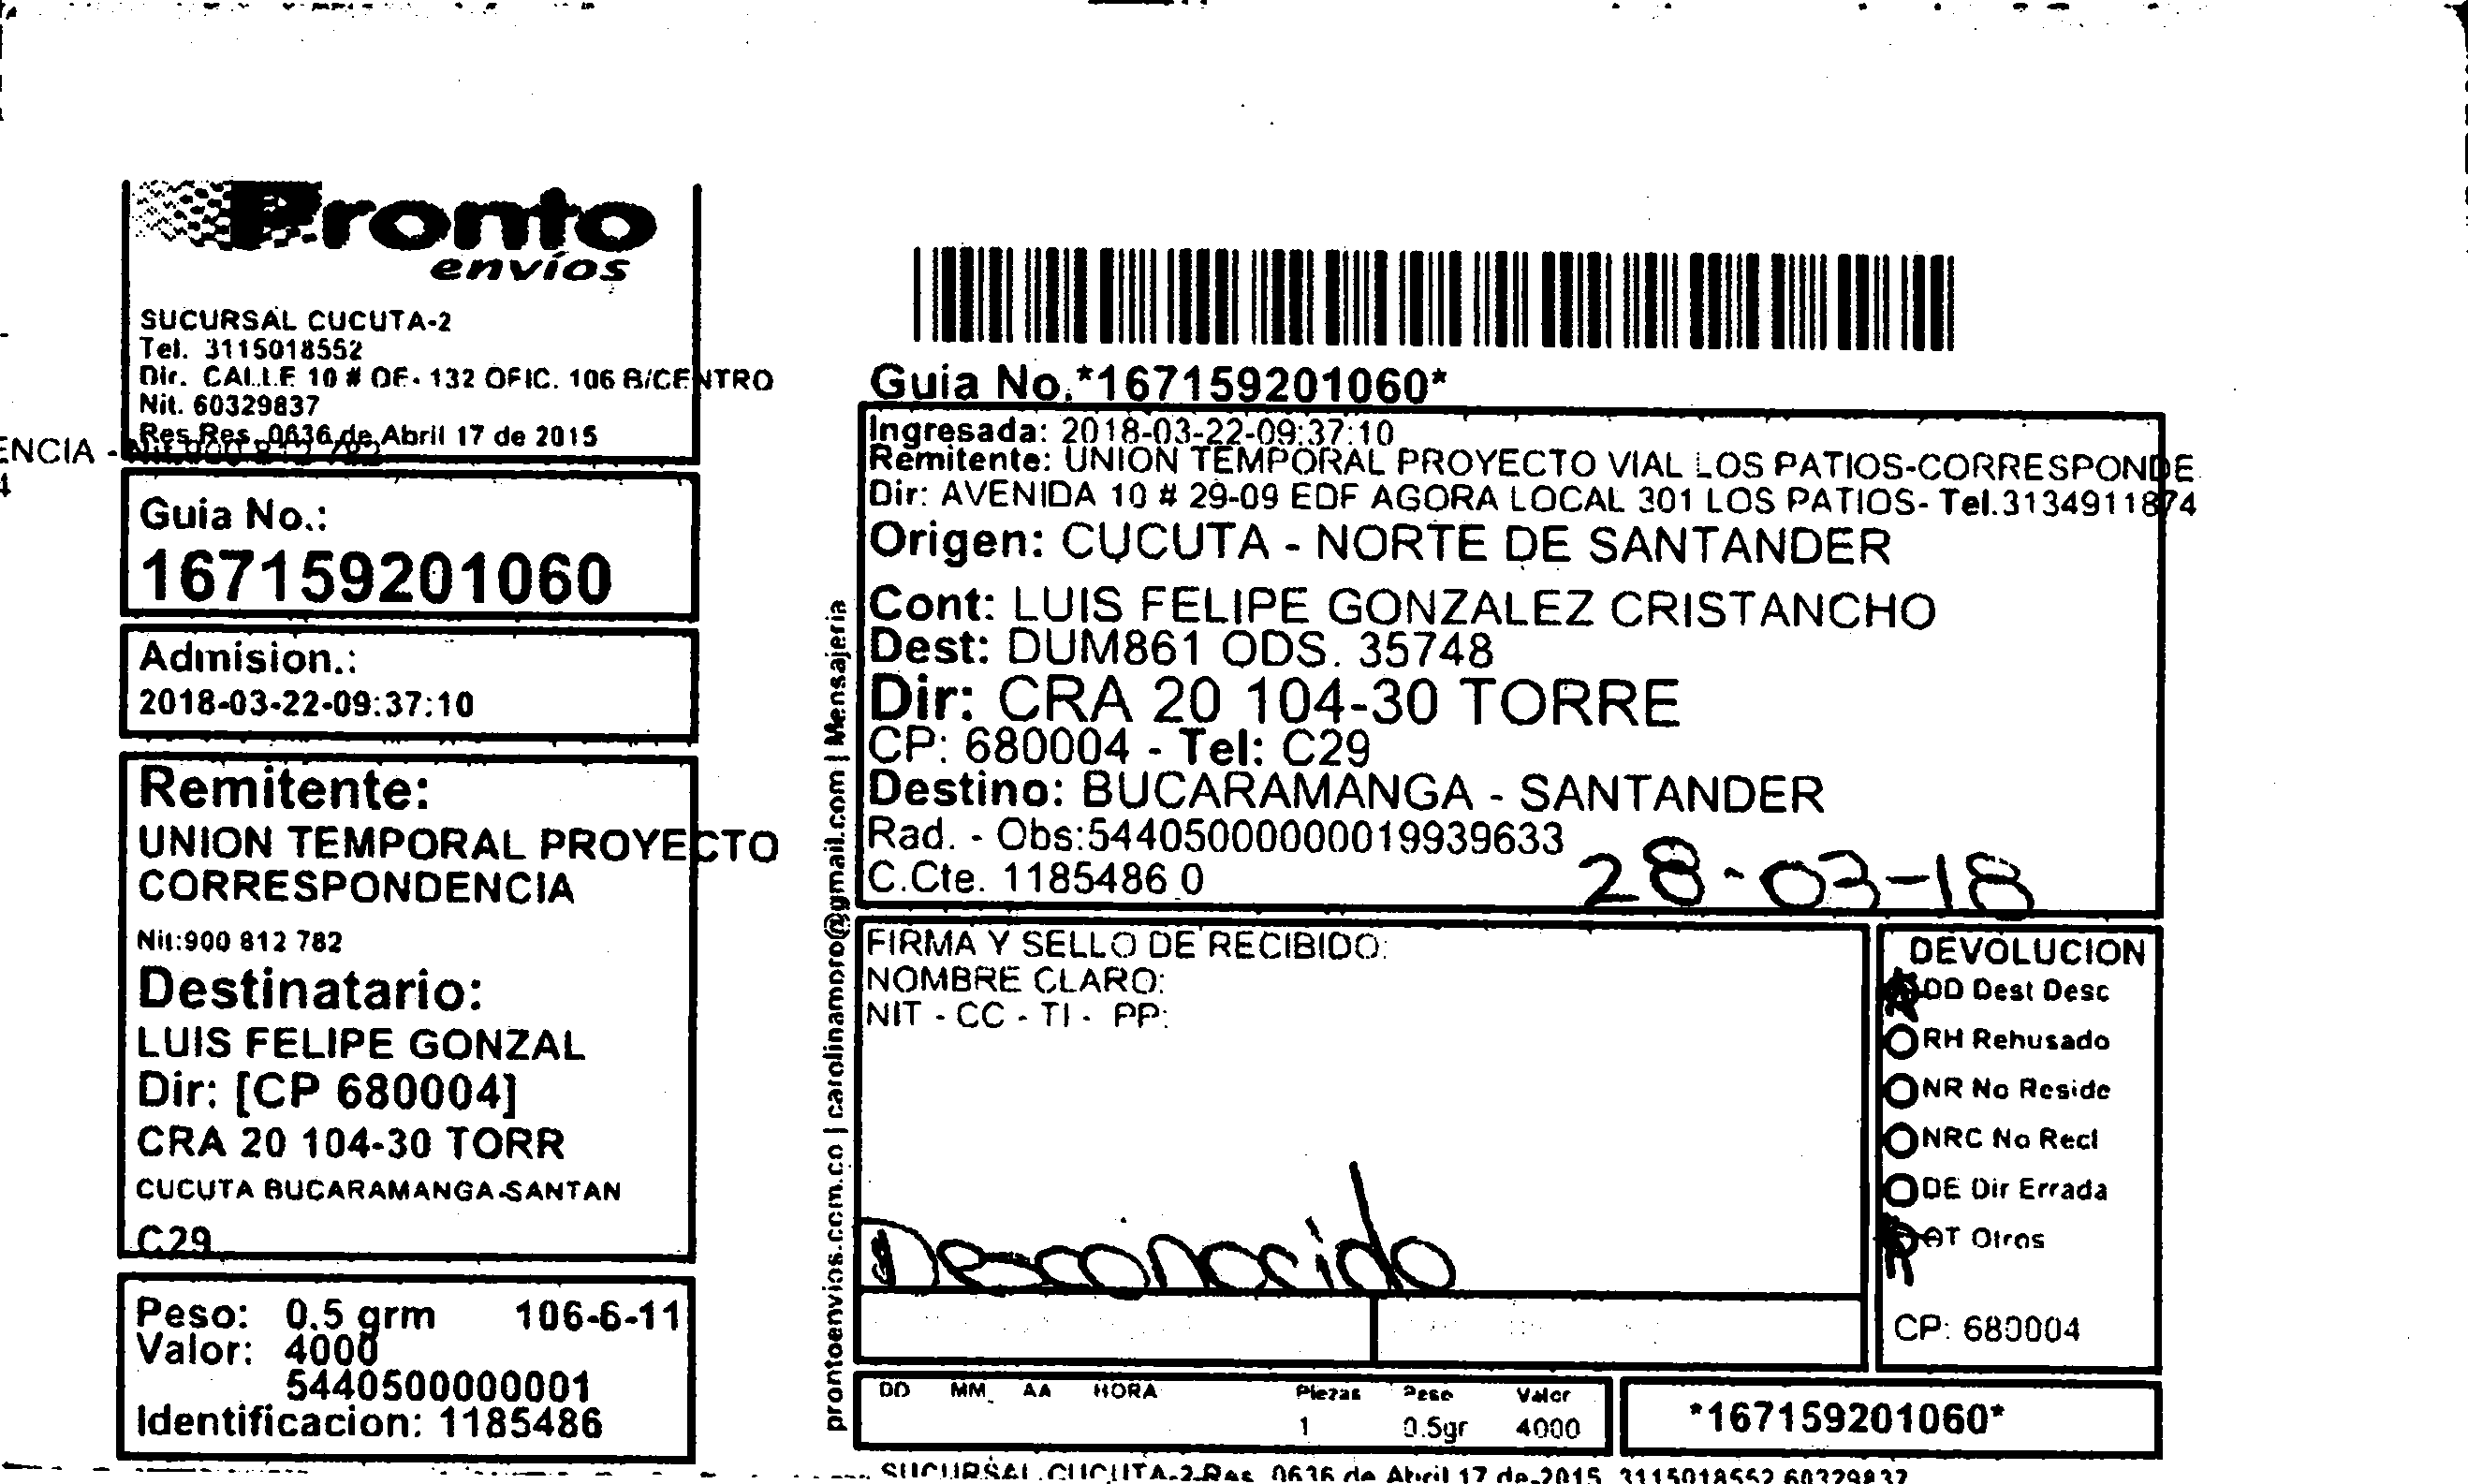 Pronto
envíos
SUCURSAL CUCUTA-2
Tel. 3115018552
Dir. CALLE 10 # OE- 132 OFIC. 106 B/CENTRO
Nit. 60329837
Res Res. 0636 de Abril 17 de 2015
ENCIA - Nit.900 812 782
4
Guia No.:
167159201060
Admision.:
2018-03-22-09:37:10
Remitente:
UNION TEMPORAL PROYECTO
CORRESPONDENCIA
Nit:900 812 782
Destinatario:
LUIS FELIPE GONZAL
Dir: [CP 680004]
CRA 20 104-30 TORR
CUCUTA BUCARAMANGA-SANTAN
C29
Peso: 0.5 grm 106-6-11
Valor: 4000
5440500000001
Identificacion: 1185486
prontoenvios.com.co | carolinamoro@gmail.com | Mensajeria
Guia No.*167159201060*
Ingresada: 2018-03-22-09:37:10
Remitente: UNION TEMPORAL PROYECTO VIAL LOS PATIOS-CORRESPONDE
Dir: AVENIDA 10 # 29-09 EDF AGORA LOCAL 301 LOS PATIOS- Tel.3134911874
Origen: CUCUTA - NORTE DE SANTANDER
Cont: LUIS FELIPE GONZALEZ CRISTANCHO
Dest: DUM861 ODS. 35748
Dir: CRA 20 104-30 TORRE
CP: 680004 - Tel: C29
Destino: BUCARAMANGA - SANTANDER
Rad. - Obs:544050000000019939633
C.Cte. 1185486 0
28-03-18
FIRMA Y SELLO DE RECIBIDO:
NOMBRE CLARO:
NIT - CC - TI - PP:
Desconocido
DEVOLUCION
DD Dest Desc
RH Rehusado
NR No Reside
NRC No Recl
DE Dir Errada
OT Otros
CP: 680004
DD MM AA HORA Piezas Peso Valor
1 0.5gr 4000
*167159201060*
SUCURSAL CUCUTA-2-Res. 0636 de Abril 17 de-2015 3115018552 60329837